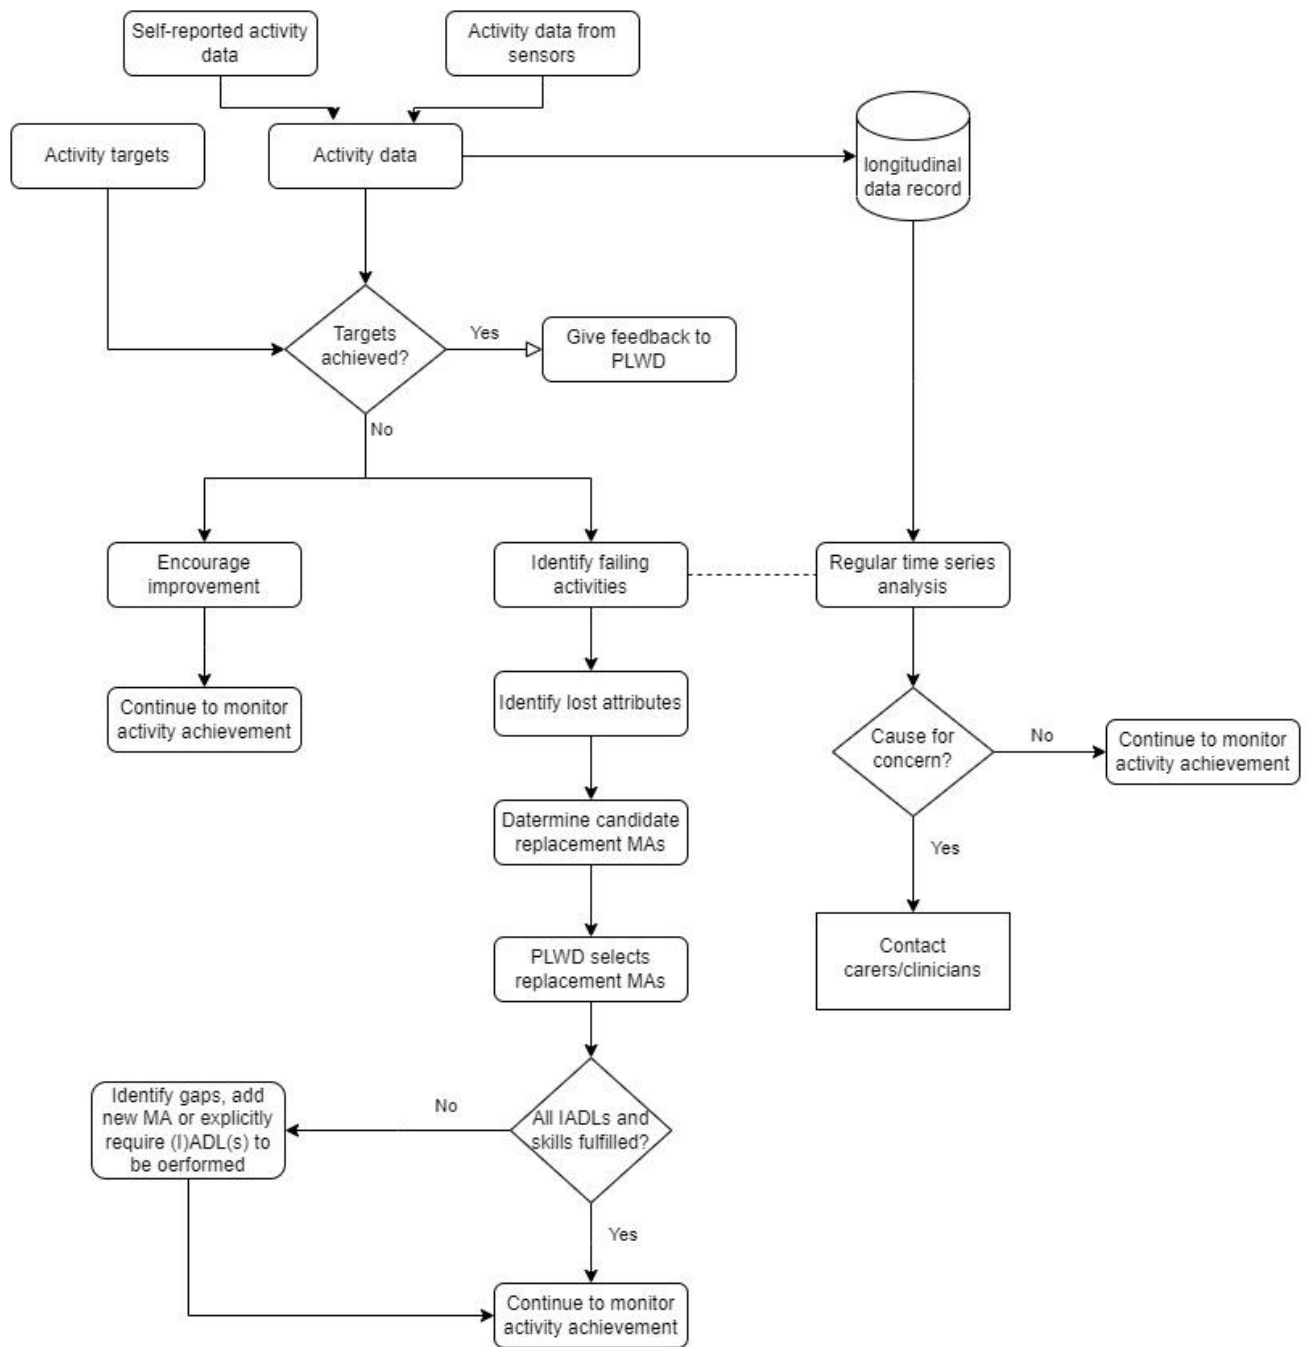 Self-reported activity
data
Activity data from
sensors
Activity targets
Activity data
longitudinal
data record
Targets
achieved?
Yes
Give feedback to
PLWD
No
Encourage
improvement
Identify failing
activities
Regular time series
analysis
Continue to monitor
activity achievement
Identify lost attributes
Cause for
concern?
No
Continue to monitor
activity achievement
Datermine candidate
replacement MAs
Yes
PLWD selects
replacement MAs
Contact
carers/clinicians
Identify gaps, add
new MA or explicitly
require (I)ADL(s) to
be oerformed
No
All IADLs and
skills fulfilled?
Yes
Continue to monitor
activity achievement